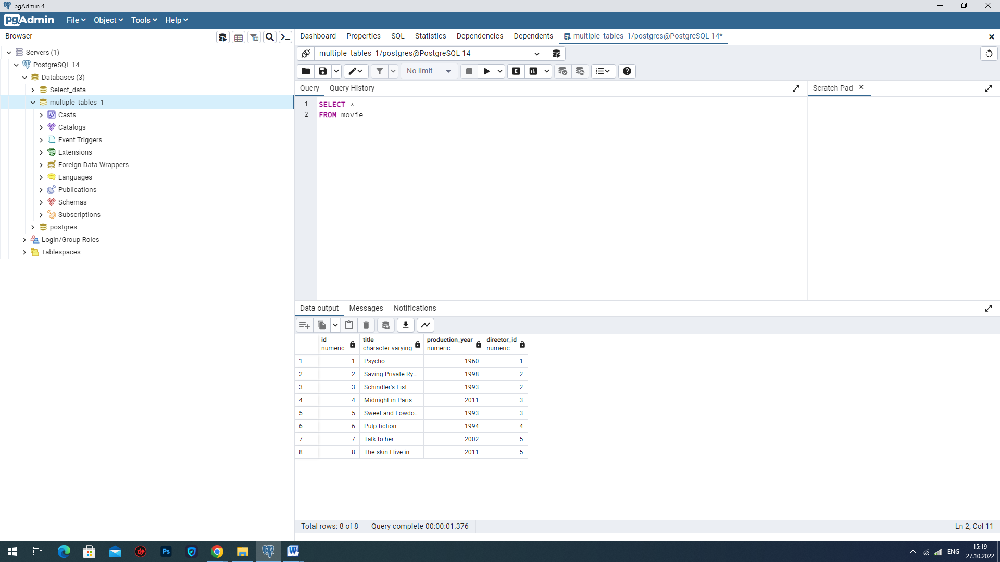 pgAdmin 4
pgAdmin File Object Tools Help
Browser
Dashboard Properties SQL Statistics Dependencies Dependents multiple_tables_1/postgres@PostgreSQL 14*
Servers (1)
PostgreSQL 14
Databases (3)
Select_data
multiple_tables_1
Casts
Catalogs
Event Triggers
Extensions
Foreign Data Wrappers
Languages
Publications
Schemas
Subscriptions
postgres
Login/Group Roles
Tablespaces
multiple_tables_1/postgres@PostgreSQL 14
No limit
E
Query Query History
Scratch Pad
1 SELECT *
2 FROM movie
Data output Messages Notifications
id title production_year director_id
numeric character varying numeric numeric
1 1 Psycho 1960 1
2 2 Saving Private Ry... 1998 2
3 3 Schindler's List 1993 2
4 4 Midnight in Paris 2011 3
5 5 Sweet and Lowdo... 1993 3
6 6 Pulp fiction 1994 4
7 7 Talk to her 2002 5
8 8 The skin I live in 2011 5
Total rows: 8 of 8 Query complete 00:00:01.376 Ln 2, Col 11
Ps W ENG 15:19
27.10.2022